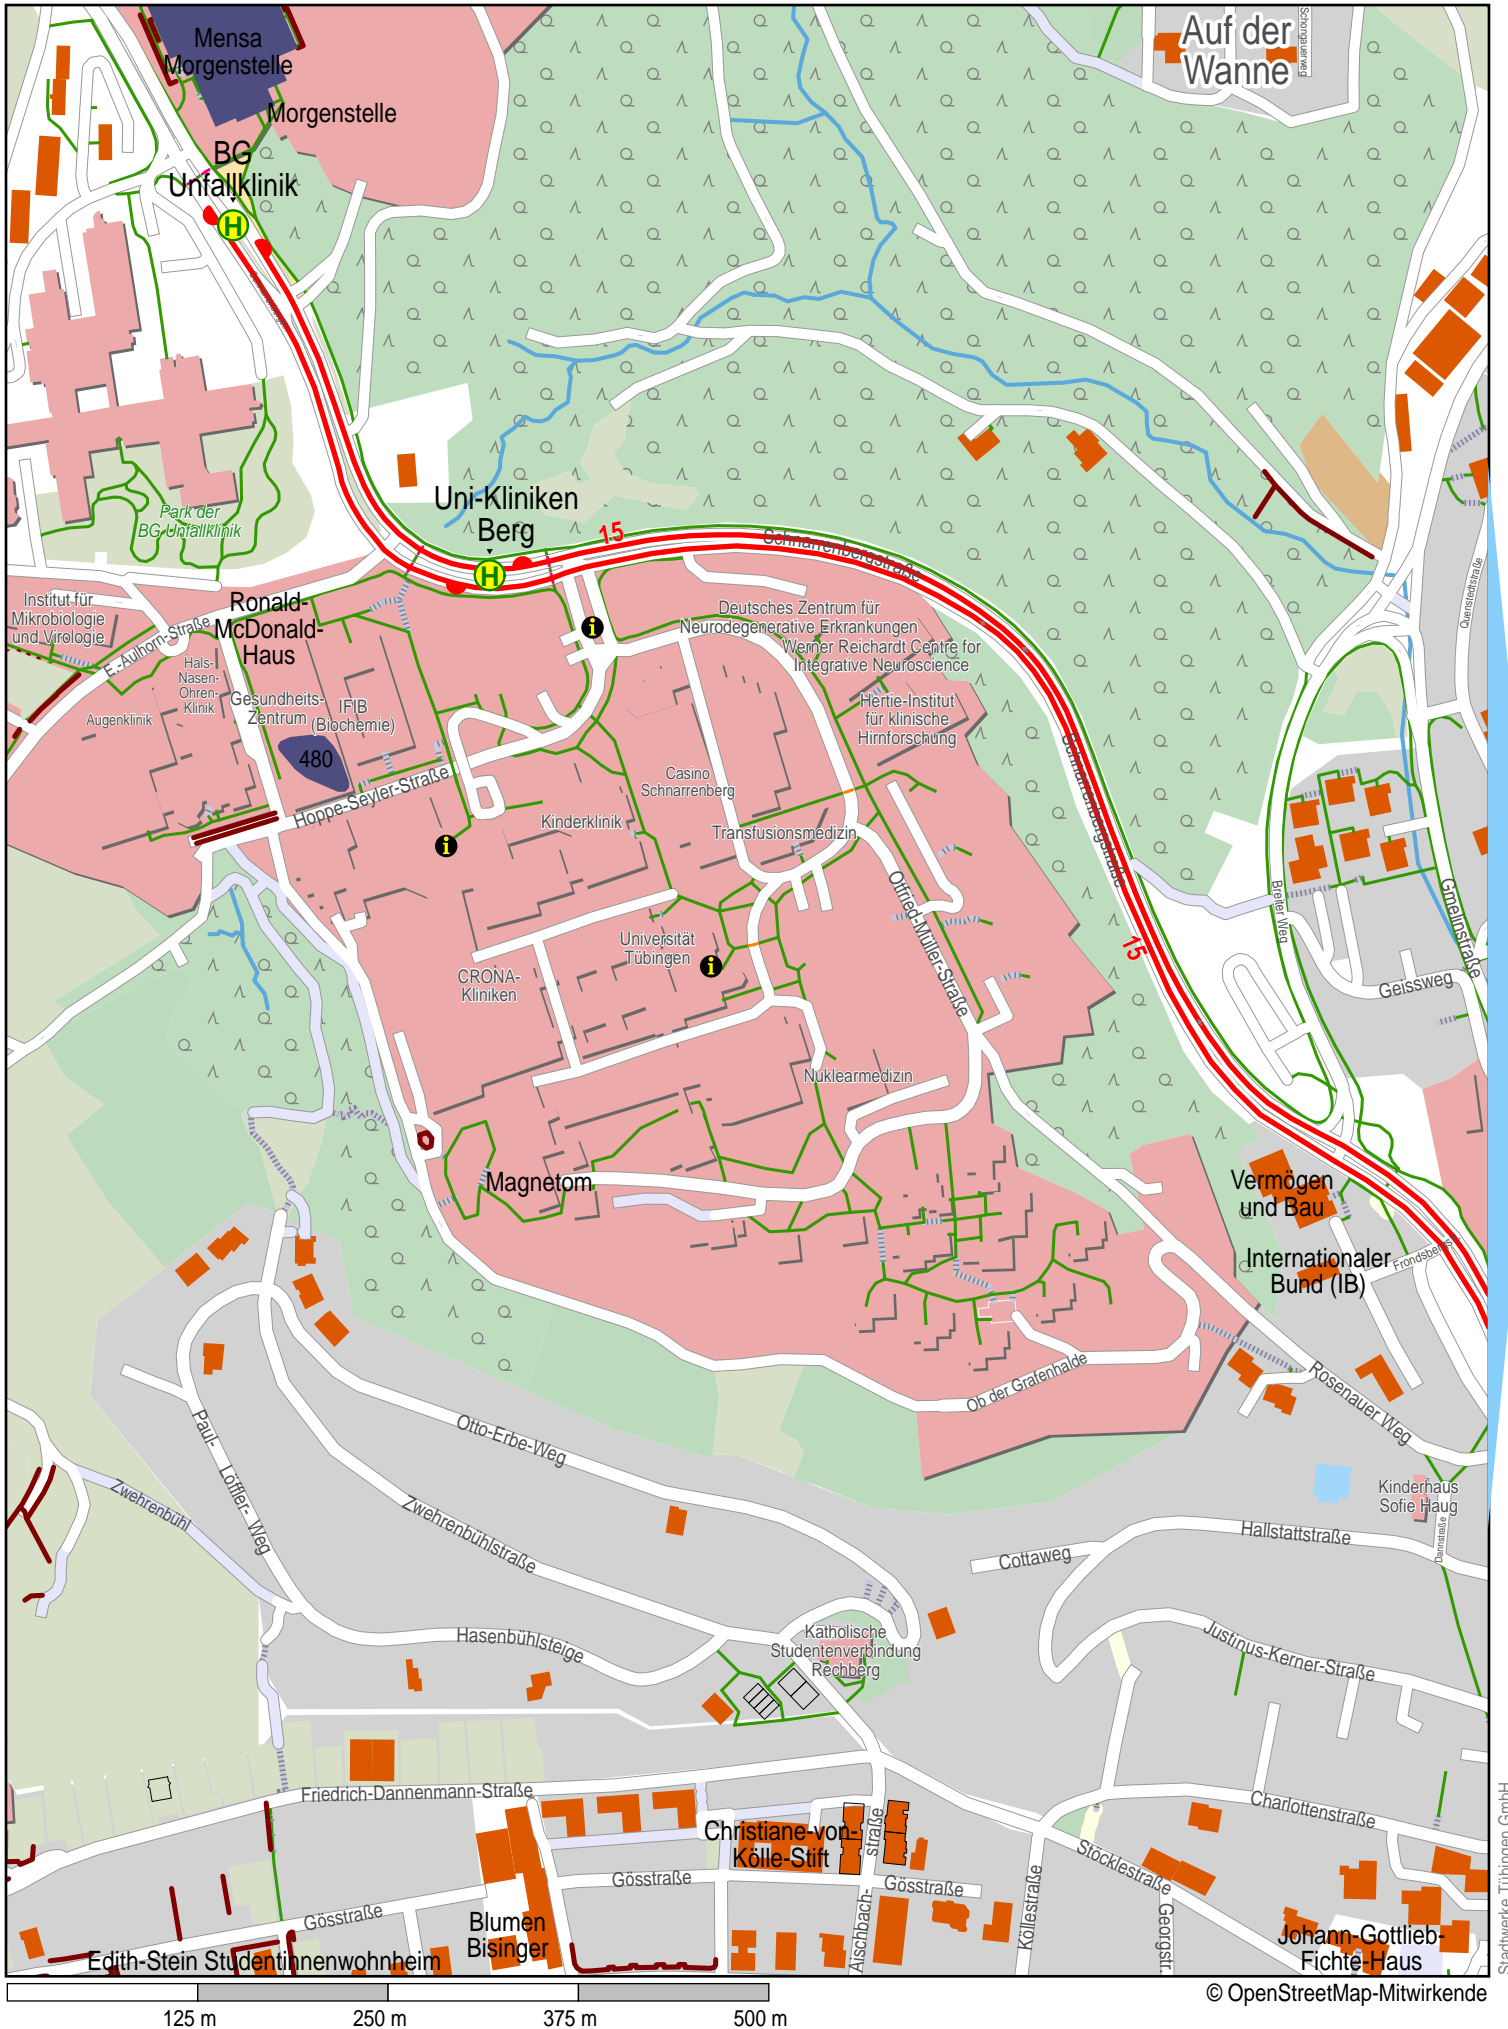 Mensa
Morgenstelle
Morgenstelle
Auf der
Wanne
Schongauerweg
BG
Unfallklinik
H
Park der
BG Unfallklinik
Uni-Kliniken
Berg
H
15
Schnarrenbergstraße
Quenstedtstraße
Institut für
Mikrobiologie
und Virologie
E.-Aulhorn-Straße
Ronald-
McDonald-
Haus
Hals-
Nasen-
Ohren-
Klinik
Augenklinik
Gesundheits-
Zentrum
IFIB
(Biochemie)
480
Hoppe-Seyler-Straße
i
i
i
Deutsches Zentrum für
Neurodegenerative Erkrankungen
Werner Reichardt Centre for
Integrative Neuroscience
Hertie-Institut
für klinische
Hirnforschung
Schnarrenbergstraße
Casino
Schnarrenberg
Kinderklinik
Transfusionsmedizin
Otfried-Müller-Straße
Universität
Tübingen
CRONA-
Kliniken
15
Breiter Weg
Gmelinstraße
Geissweg
Nuklearmedizin
Magnetom
Vermögen
und Bau
Internationaler
Bund (IB)
Ob der Grafenhalde
Rosenauer Weg
Paul- Löffler- Weg
Otto-Erbe-Weg
Zwehrenbühl
Zwehrenbühlstraße
Kinderhaus
Sofie Haug
Dannstraße
Hallstattstraße
Cottaweg
Hasenbühlsteige
Katholische
Studentenverbindung
Rechberg
Justinus-Kerner-Straße
Friedrich-Dannenmann-Straße
Charlottenstraße
Christiane-von-
Kölle-Stift
Aischbach-
straße
Stöcklestraße
Gösstraße
Gösstraße
Gösstraße
Köllestraße
Georgstr.
Blumen
Bisinger
Edith-Stein Studentinnenwohnheim
Johann-Gottlieb-
Fichte-Haus
Stadtwerke Tübingen GmbH
© OpenStreetMap-Mitwirkende
125 m
250 m
375 m
500 m